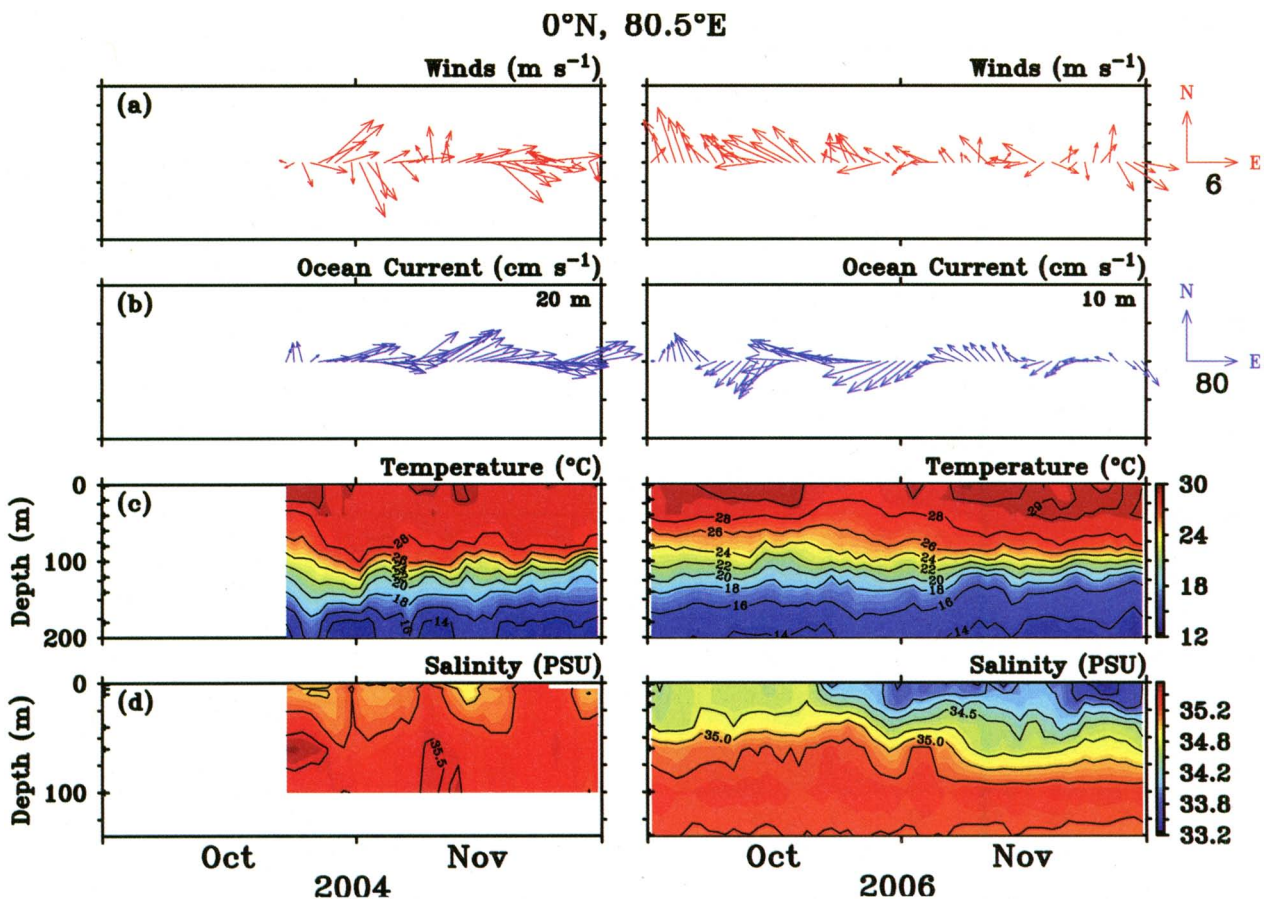 0°N, 80.5°E
Winds (m s⁻¹) Winds (m s⁻¹)
(a)
N
E
6
Ocean Current (cm s⁻¹) Ocean Current (cm s⁻¹)
(b) 20 m 10 m
N
E
80
Temperature (°C) Temperature (°C)
(c)
Depth (m)
0
100
200
28
26
20
18
16
14
28
26
24
22
20
18
16
14
28
29
26
24
22
20
18
16
14
30
24
18
12
Salinity (PSU) Salinity (PSU)
(d)
Depth (m)
0
100
35.5
35.0
35.0
34.5
35.2
34.8
34.2
33.8
33.2
Oct Nov Oct Nov
2004 2006